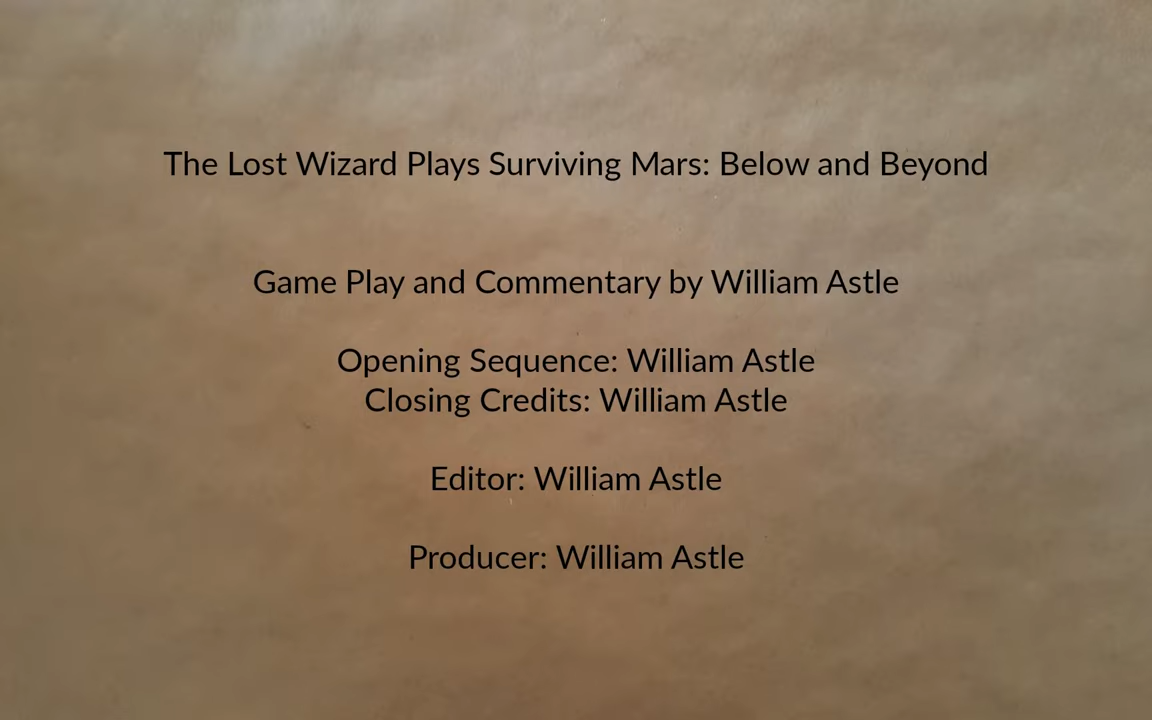 The Lost Wizard Plays Surviving Mars: Below and Beyond
Game Play and Commentary by William Astle
Opening Sequence: William Astle
Closing Credits: William Astle
Editor: William Astle
Producer: William Astle